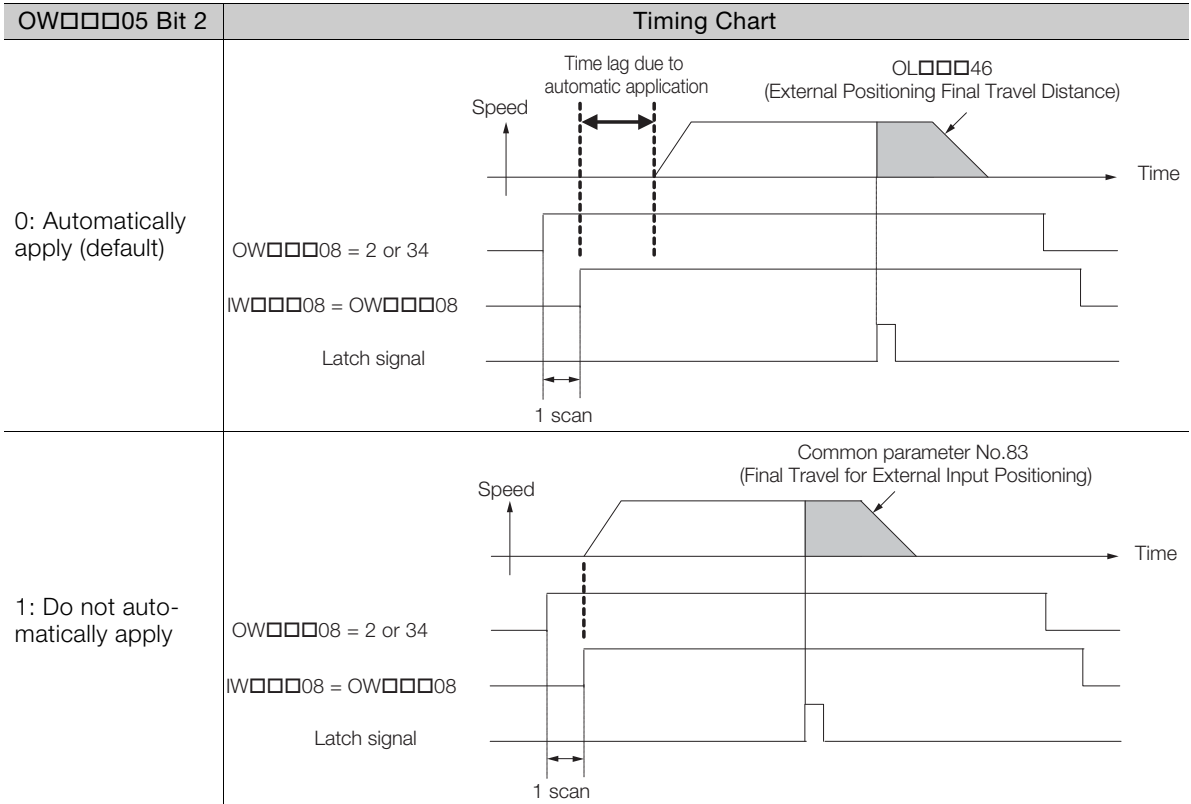 OW□□□05 Bit 2
Timing Chart
0: Automatically
apply (default)
Time lag due to
automatic application
OL□□□46
(External Positioning Final Travel Distance)
Speed
Time
OW□□□08 = 2 or 34
IW□□□08 = OW□□□08
Latch signal
1 scan
1: Do not auto-
matically apply
Common parameter No.83
(Final Travel for External Input Positioning)
Speed
Time
OW□□□08 = 2 or 34
IW□□□08 = OW□□□08
Latch signal
1 scan